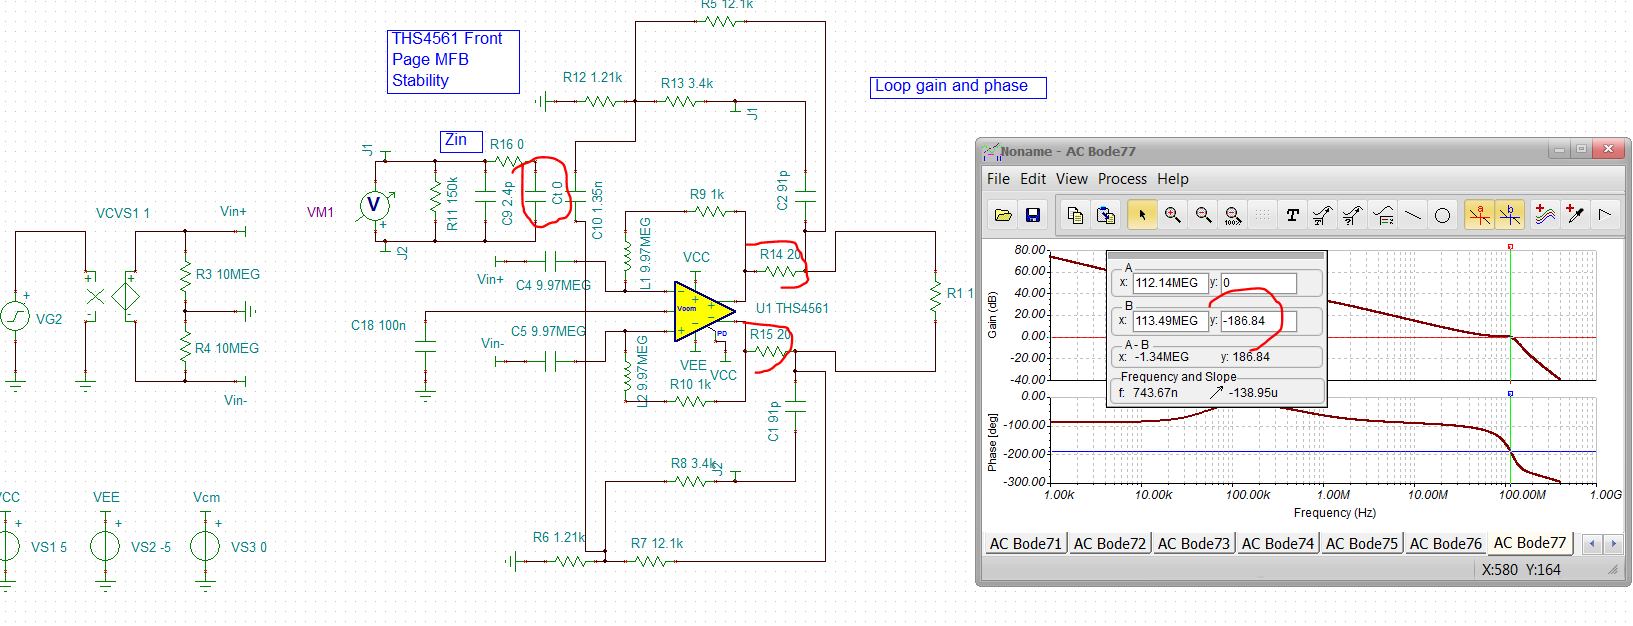 R5 12.1k
THS4561 Front
Page MFB
Stability
R12 1.21k
R13 3.4k
J1
Loop gain and phase
Zin
J1
R16 0
VM1
V
+
R11 150k
C9 2.4p
Ct 0
C10 1.35n
C2 91p
J2
VCVS1 1
Vin+
R3 10MEG
R4 10MEG
Vin-
VG2
R9 1k
L1 9.97MEG
VCC
R14 20
Vin+
C4 9.97MEG
Vocm
U1 THS4561
R1 1
C18 100n
C5 9.97MEG
Vin-
PD
R15 20
VEE
VCC
L2 9.97MEG
R10 1k
C1 91p
R8 3.4k
J2
R6 1.21k
R7 12.1k
VCC
VS1 5
VEE
VS2 -5
Vcm
VS3 0
Noname - AC Bode77
File Edit View Process Help
100%
T
a
b
80.00
60.00
40.00
20.00
0.00
-20.00
-40.00
Gain (dB)
A
x: 112.14MEG y: 0
B
x: 113.49MEG y: -186.84
A - B
x: -1.34MEG y: 186.84
Frequency and Slope
f: 743.67n -138.95u
0.00
-100.00
-200.00
-300.00
Phase [deg]
1.00k 10.00k 100.00k 1.00M 10.00M 100.00M 1.00G
Frequency (Hz)
AC Bode71 AC Bode72 AC Bode73 AC Bode74 AC Bode75 AC Bode76 AC Bode77
X:580 Y:164